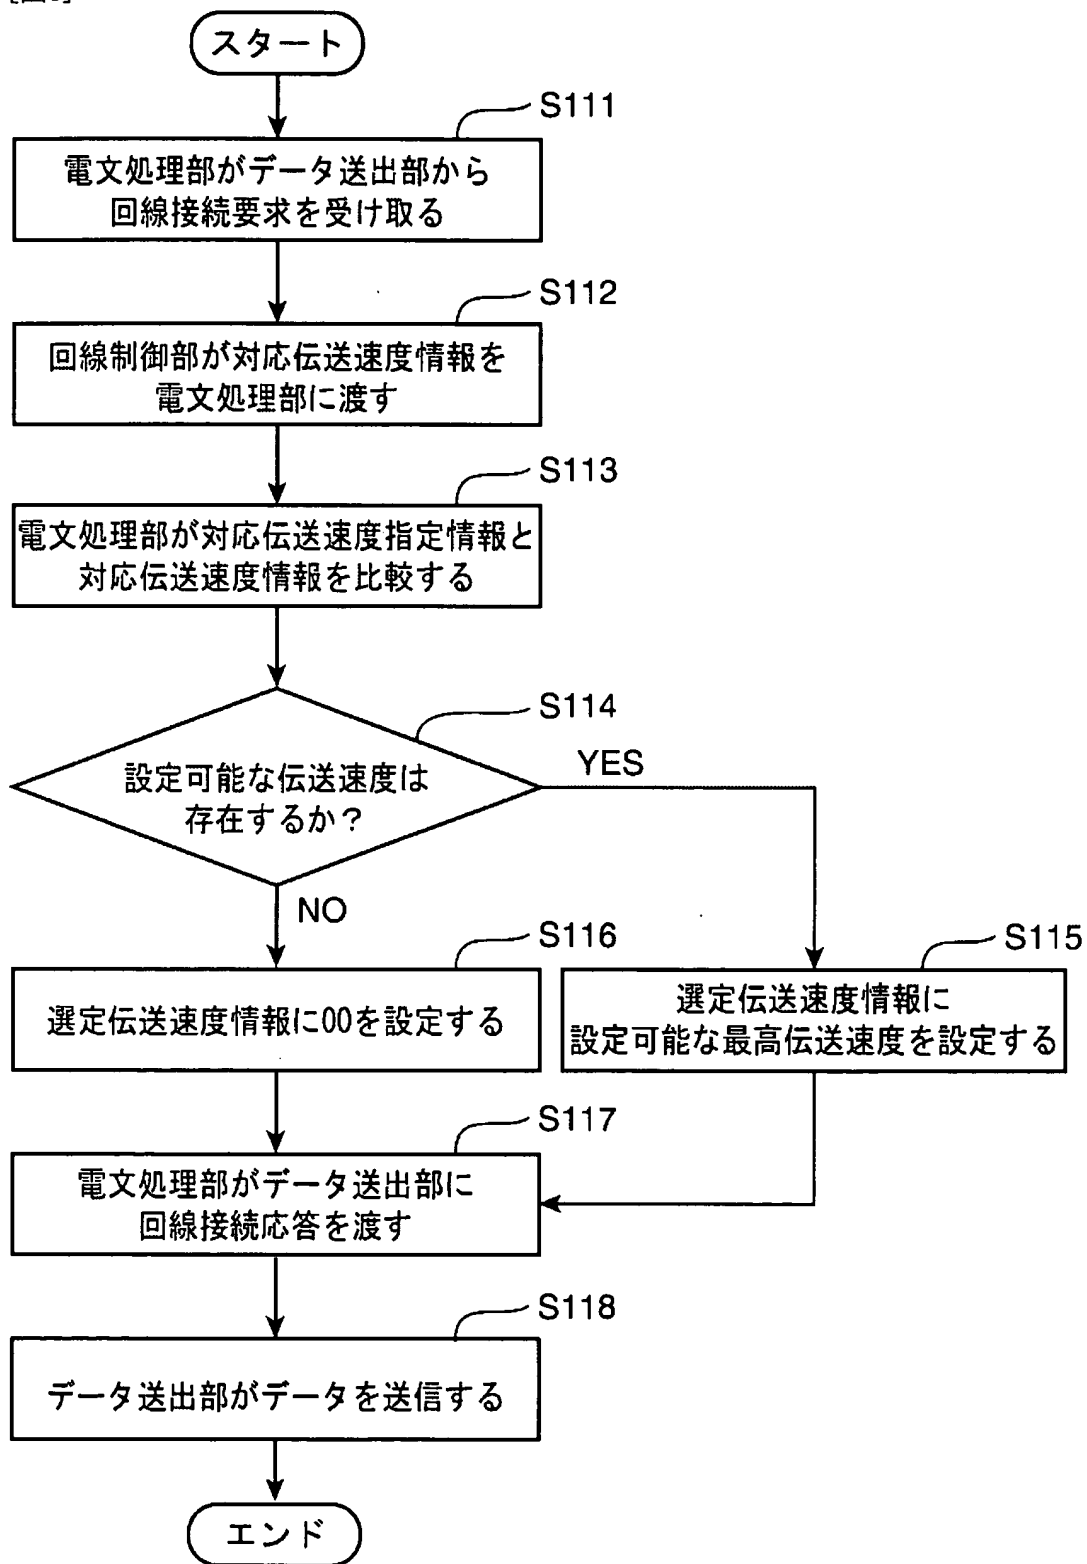 スタート
S111
電文処理部がデータ送出部から
回線接続要求を受け取る
S112
回線制御部が対応伝送速度情報を
電文処理部に渡す
S113
電文処理部が対応伝送速度指定情報と
対応伝送速度情報を比較する
S114
設定可能な伝送速度は
存在するか？
YES
NO
S116
選定伝送速度情報に00を設定する
S115
選定伝送速度情報に
設定可能な最高伝送速度を設定する
S117
電文処理部がデータ送出部に
回線接続応答を渡す
S118
データ送出部がデータを送信する
エンド